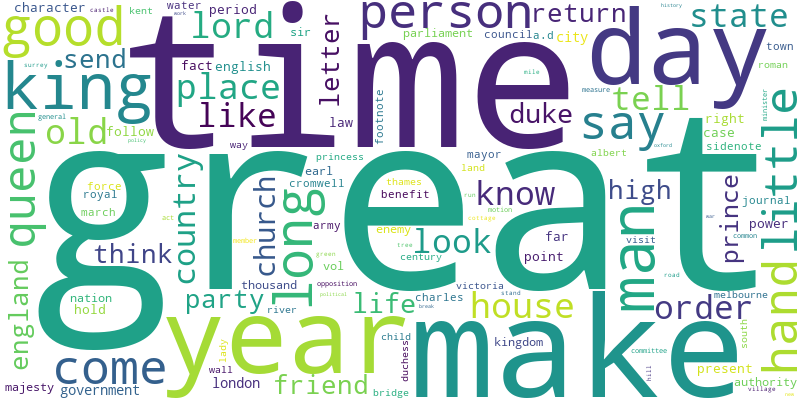 character castle water period
kent work sir
good lord
time
person return
state
history
parliament council a.d city town
send fact english
king
place
letter
day
mile
roman
surrey
measure
tell
like
law
footnote
duke
say
minister
general
old follow
way
right
policy
case
sidenote
oxford
mayor
albert
great
queen
country
church
long
princess
earl
land
force
royal
cromwell
thames
benefit
know
high
run
march
act
cottage
motion
man
prince
journal
little
army
enemy
power
visit
think
look
far
common
member
tree
war
point
green
century
england
nation
hold
thousand
vol
opposition
victoria
stand
melbourne
road
political
party
river
life
charles
break
house
order
hand
south
year
make
child
kingdom
lady
duchess
committee
come
wall
present
hill
majesty
government
london
friend
bridge
authority
village